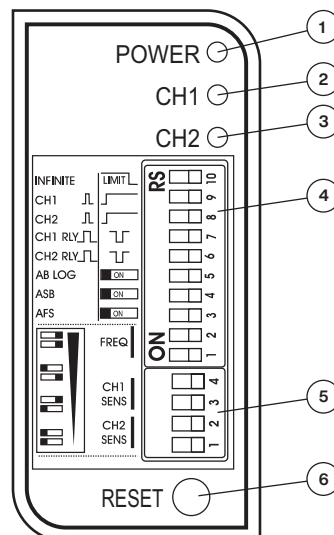 POWER
1
CH1
2
CH2
3
INFINITE
LIMIT
CH1
CH2
CH1 RLY
CH2 RLY
AB LOG
ON
ASB
ON
AFS
ON
FREQ
CH1
SENS
CH2
SENS
RS
ON
10
9
8
7
6
5
4
3
2
1
4
4
3
2
1
5
RESET
6